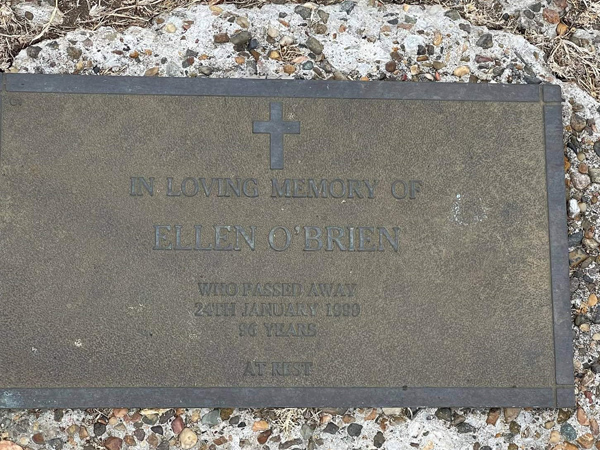 IN LOVING MEMORY OF
ELLEN O'BRIEN
WHO PASSED AWAY
24TH JANUARY 1999
96 YEARS
AT REST